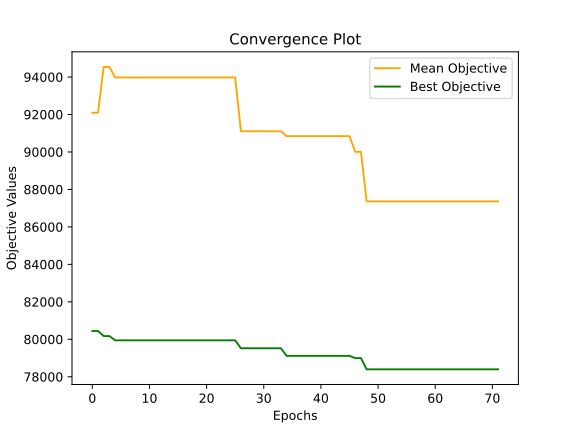 Convergence Plot
Mean Objective
Best Objective
Objective Values
94000
92000
90000
88000
86000
84000
82000
80000
78000
0 10 20 30 40 50 60 70
Epochs